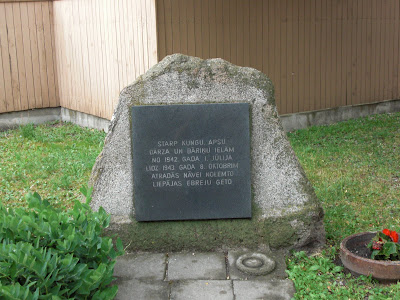 STARP KUNGU, APŠU,
DĀRZA UN BĀRIŅU IELĀM
NO 1942. GADA 1. JŪLIJA
LĪDZ 1943. GADA 8. OKTOBRIM
ATRADĀS NĀVEI NOLEMTO
LIEPĀJAS EBREJU GETO